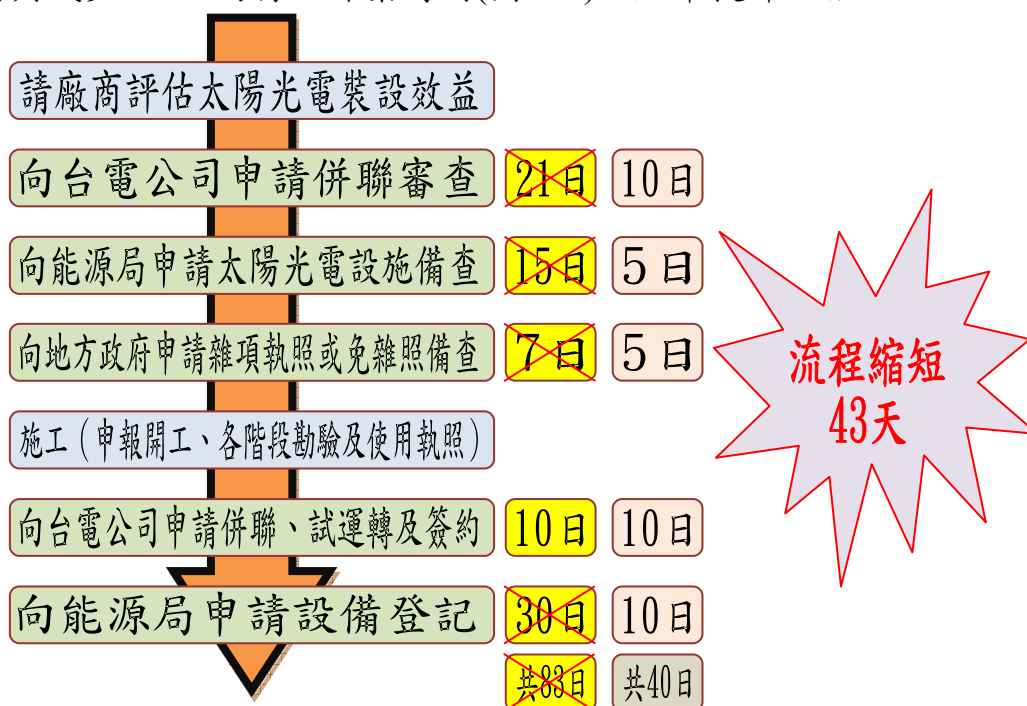 請廠商評估太陽光電裝設效益
向台電公司申請併聯審查 21日 10日
向能源局申請太陽光電設施備查 15日 5日
向地方政府申請雜項執照或免雜照備查 7日 5日
流程縮短
43天
施工（申報開工、各階段勘驗及使用執照）
向台電公司申請併聯、試運轉及簽約 10日 10日
向能源局申請設備登記 30日 10日
共83日 共40日